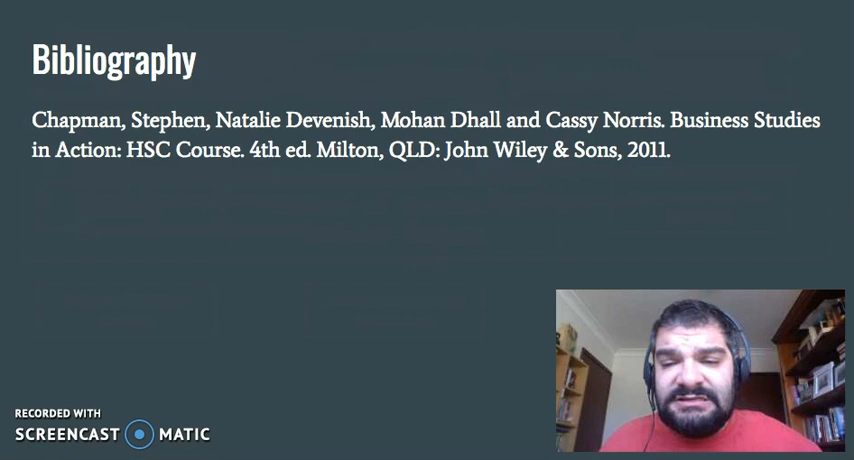 Bibliography
Chapman, Stephen, Natalie Devenish, Mohan Dhall and Cassy Norris. Business Studies
in Action: HSC Course. 4th ed. Milton, QLD: John Wiley & Sons, 2011.
RECORDED WITH
SCREENCAST MATIC